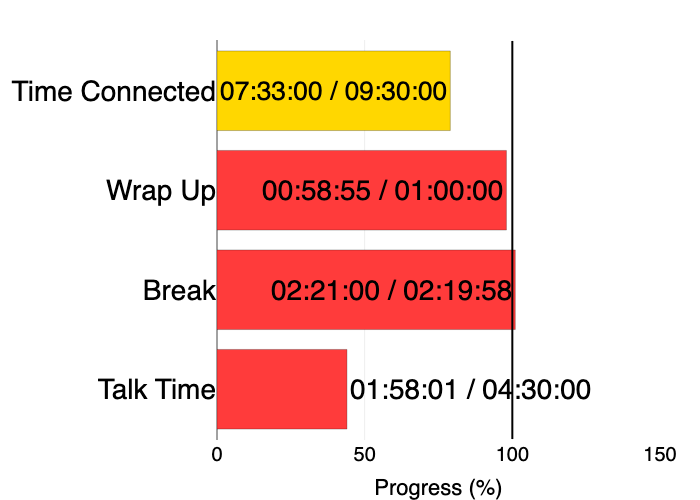 Time Connected 07:33:00 / 09:30:00
Wrap Up 00:58:55 / 01:00:00
Break 02:21:00 / 02:19:58
Talk Time 01:58:01 / 04:30:00
0 50 100 150
Progress (%)